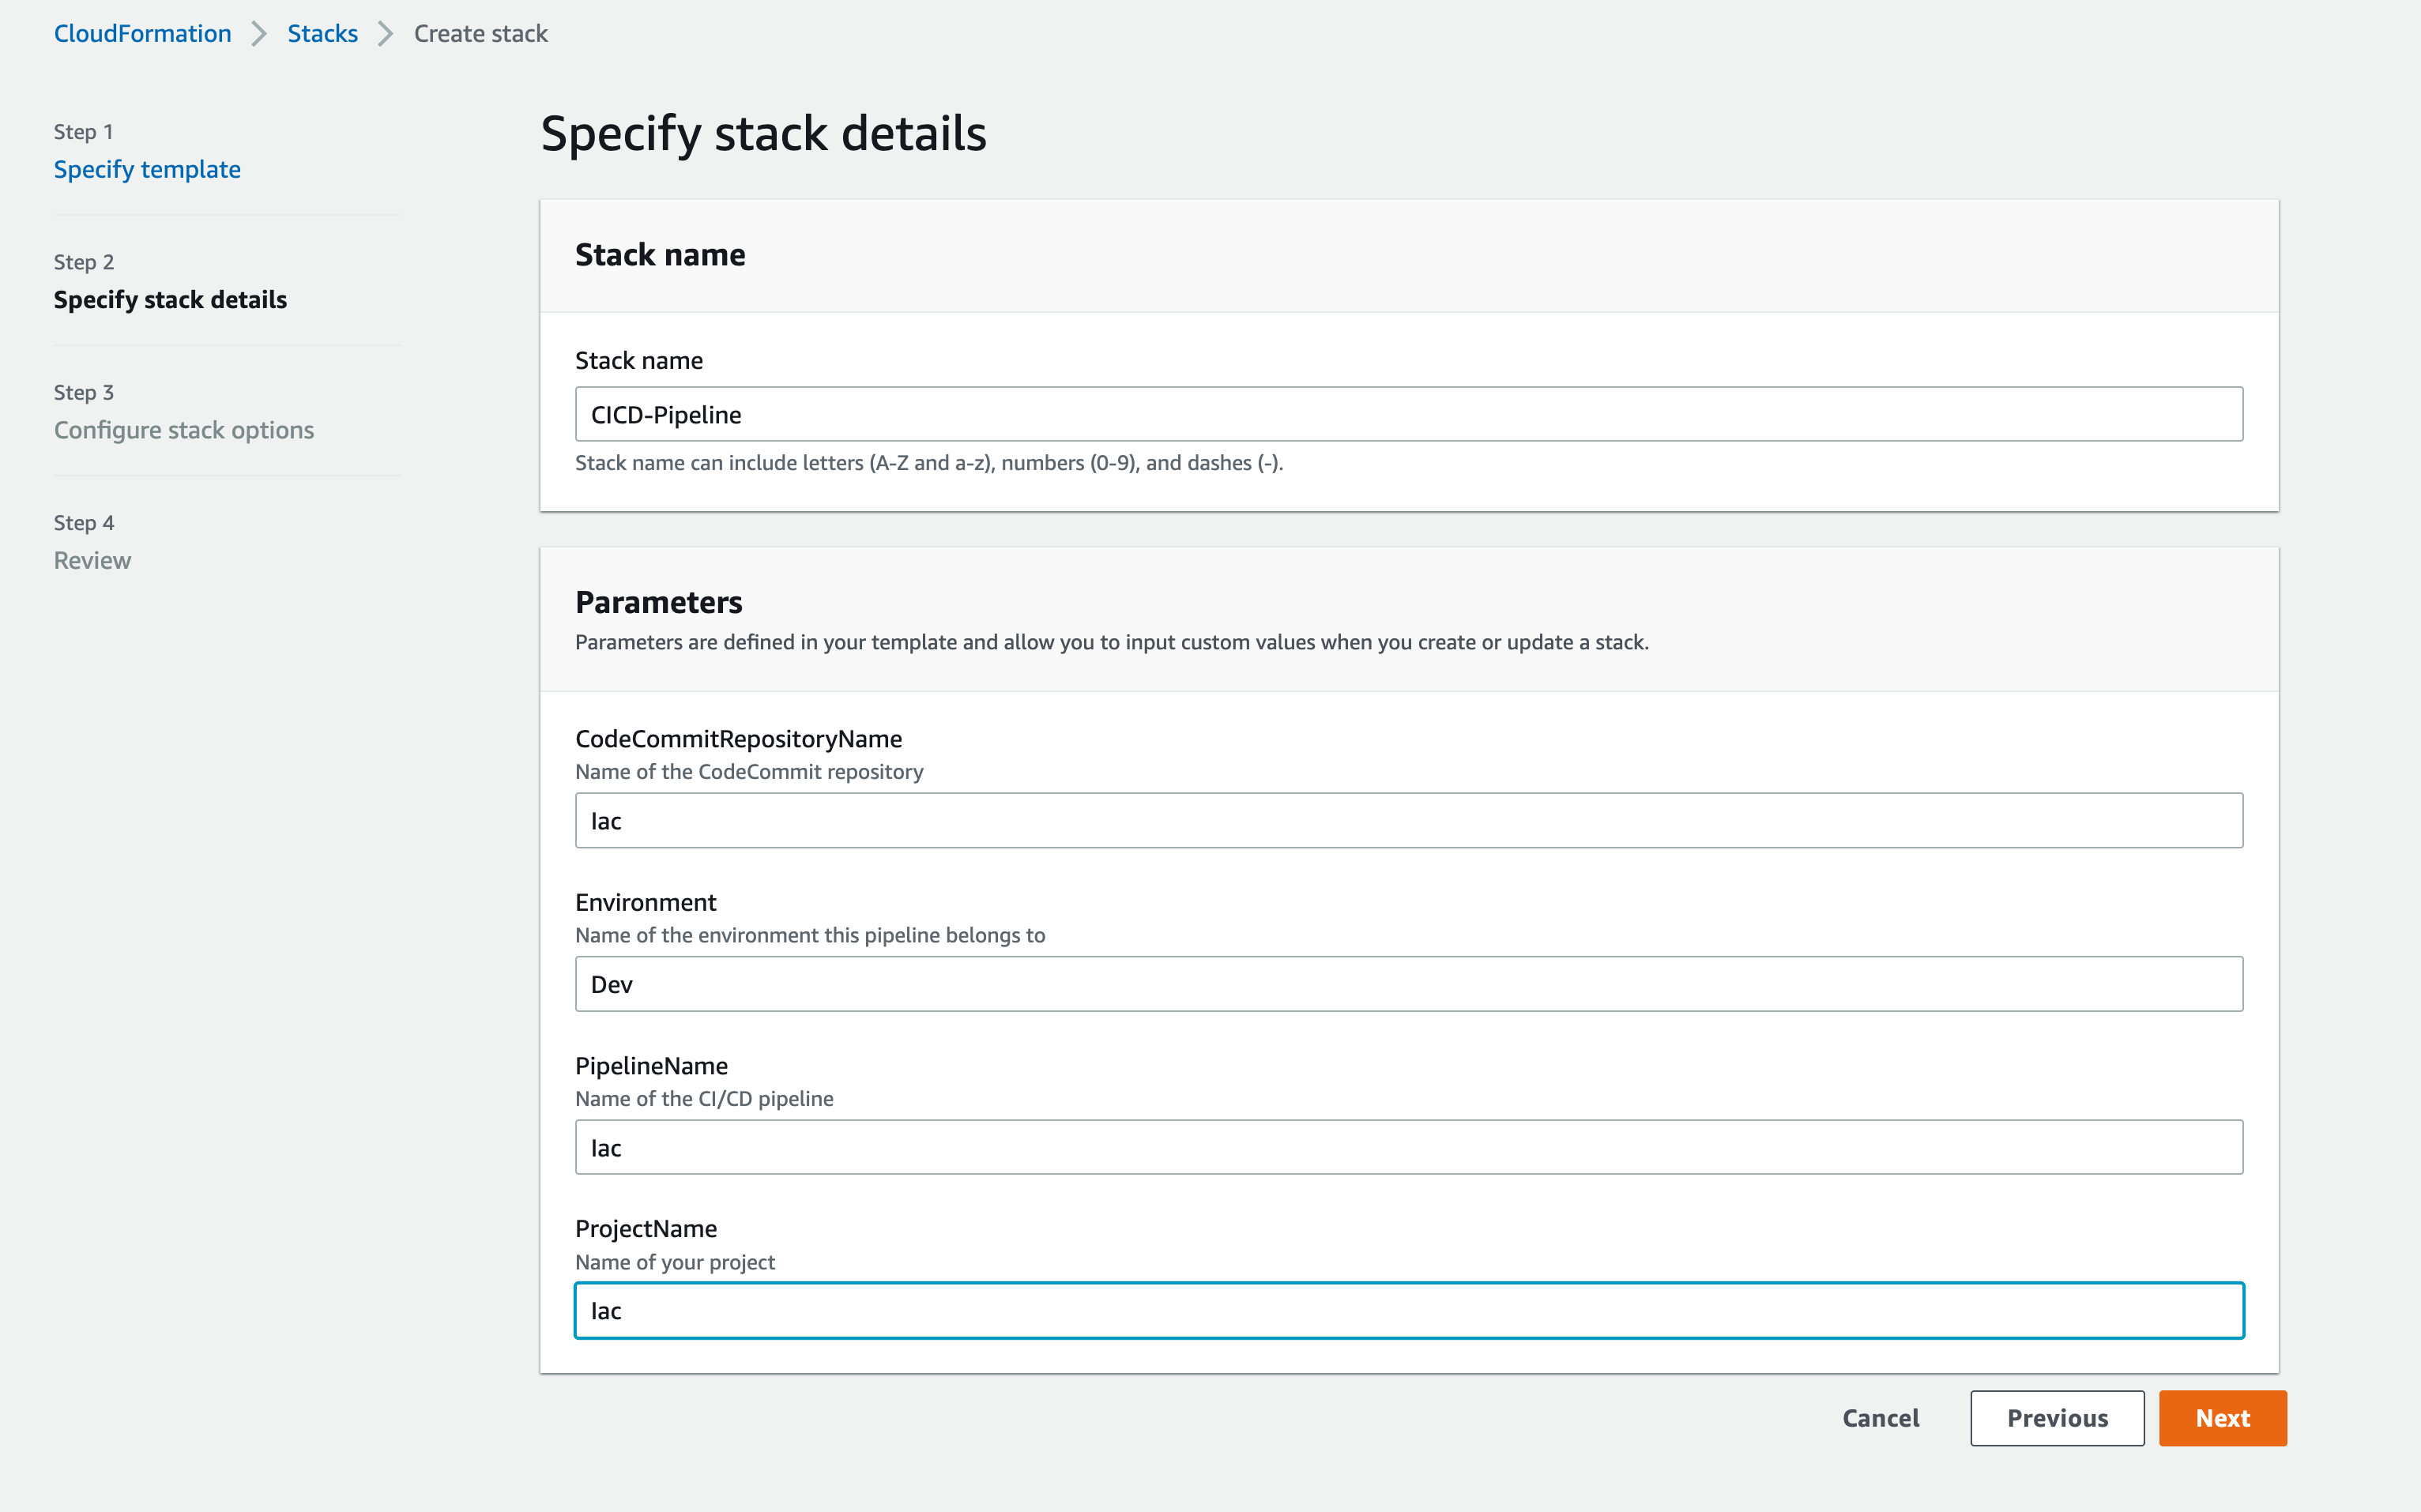 CloudFormation > Stacks > Create stack
Step 1
Specify template
Step 2
Specify stack details
Step 3
Configure stack options
Step 4
Review
Specify stack details
Stack name
Stack name
CICD-Pipeline
Stack name can include letters (A-Z and a-z), numbers (0-9), and dashes (-).
Parameters
Parameters are defined in your template and allow you to input custom values when you create or update a stack.
CodeCommitRepositoryName
Name of the CodeCommit repository
Iac
Environment
Name of the environment this pipeline belongs to
Dev
PipelineName
Name of the CI/CD pipeline
Iac
ProjectName
Name of your project
Iac
Cancel
Previous
Next